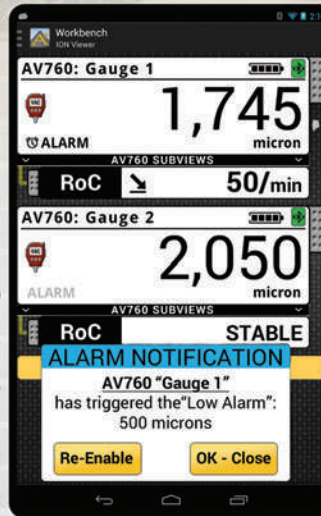 2:1
Workbench
ION Viewer
AV760: Gauge 1
VAC
1,745
ALARM
micron
AV760 SUBVIEWS
RoC
50/min
AV760: Gauge 2
VAC
2,050
ALARM
micron
AV760 SUBVIEWS
RoC
STABLE
ALARM NOTIFICATION
AV760 "Gauge 1"
has triggered the"Low Alarm":
500 microns
Re-Enable
OK - Close